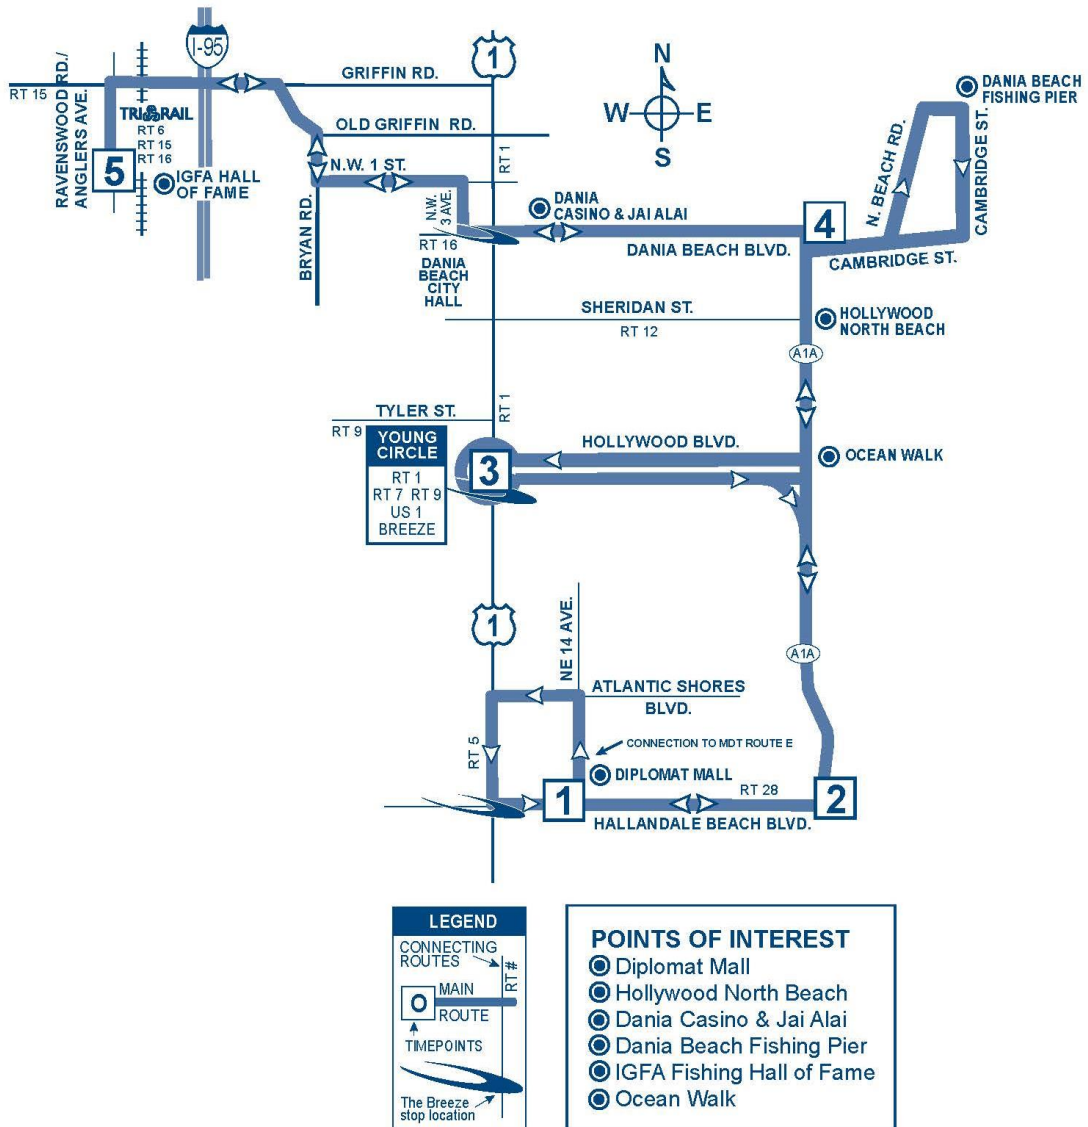 I-95
1
N
W E
S
GRIFFIN RD.
RT 15
RAVENSWOOD RD./
ANGLERS AVE.
TRI RAIL
RT 6
RT 15
RT 16
5
IGFA HALL
OF FAME
OLD GRIFFIN RD.
N.W. 1 ST.
RT 1
BRYAN RD.
N.W.
3 AVE.
RT 16
DANIA
BEACH
CITY
HALL
DANIA
CASINO & JAI ALAI
DANIA BEACH BLVD.
4
N. BEACH RD.
CAMBRIDGE ST.
CAMBRIDGE ST.
DANIA BEACH
FISHING PIER
SHERIDAN ST.
RT 12
HOLLYWOOD
NORTH BEACH
A1A
TYLER ST.
RT 9
RT 1
YOUNG
CIRCLE
RT 1
RT 7 RT 9
US 1
BREEZE
3
HOLLYWOOD BLVD.
OCEAN WALK
1
NE 14 AVE.
A1A
ATLANTIC SHORES
BLVD.
RT 5
CONNECTION TO MDT ROUTE E
DIPLOMAT MALL
1
RT 28
2
HALLANDALE BEACH BLVD.
LEGEND
CONNECTING
ROUTES
RT #
O
MAIN
ROUTE
TIMEPOINTS
The Breeze
stop location
POINTS OF INTEREST
Diplomat Mall
Hollywood North Beach
Dania Casino & Jai Alai
Dania Beach Fishing Pier
IGFA Fishing Hall of Fame
Ocean Walk